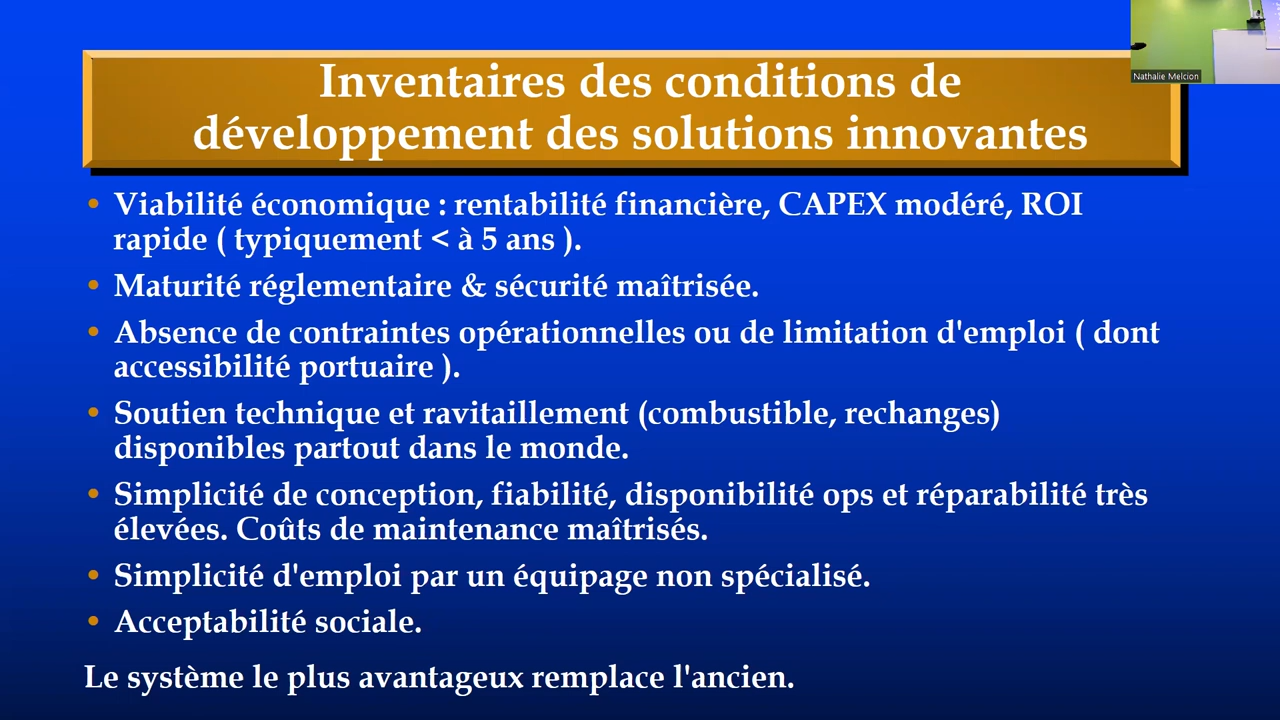 Inventaires des conditions de
développement des solutions innovantes
Nathalie Melcion
• Viabilité économique : rentabilité financière, CAPEX modéré, ROI
rapide ( typiquement < à 5 ans ).
• Maturité réglementaire & sécurité maîtrisée.
• Absence de contraintes opérationnelles ou de limitation d'emploi ( dont
accessibilité portuaire ).
• Soutien technique et ravitaillement (combustible, rechanges)
disponibles partout dans le monde.
• Simplicité de conception, fiabilité, disponibilité ops et réparabilité très
élevées. Coûts de maintenance maîtrisés.
• Simplicité d'emploi par un équipage non spécialisé.
• Acceptabilité sociale.
Le système le plus avantageux remplace l'ancien.